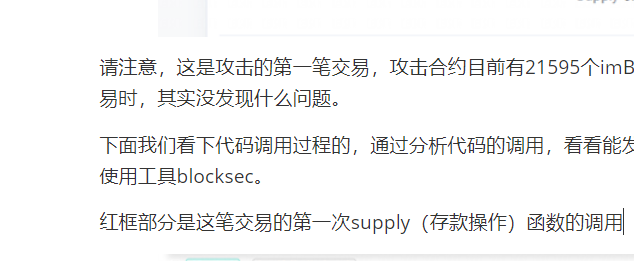 请注意，这是攻击的第一笔交易，攻击合约目前有21595个imB
易时，其实没发现什么问题。
下面我们看下代码调用过程的，通过分析代码的调用，看看能发
使用工具blocksec。
红框部分是这笔交易的第一次supply（存款操作）函数的调用